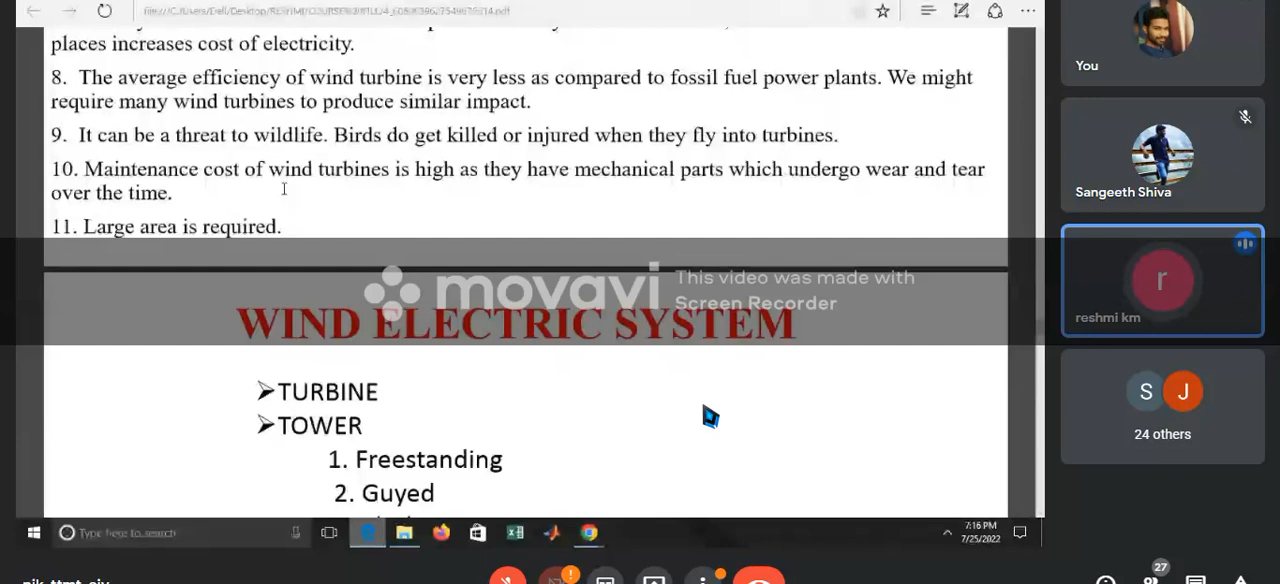 places increases cost of electricity.
8. The average efficiency of wind turbine is very less as compared to fossil fuel power plants. We might
require many wind turbines to produce similar impact.
9. It can be a threat to wildlife. Birds do get killed or injured when they fly into turbines.
10. Maintenance cost of wind turbines is high as they have mechanical parts which undergo wear and tear
over the time.
11. Large area is required.
movavi
This video was made with
Screen Recorder
WIND ELECTRIC SYSTEM
➢TURBINE
➢TOWER
1. Freestanding
2. Guyed
You
Sangeeth Shiva
r
reshmi km
S J
24 others
Type here to search
7:16 PM
7/25/2022
27